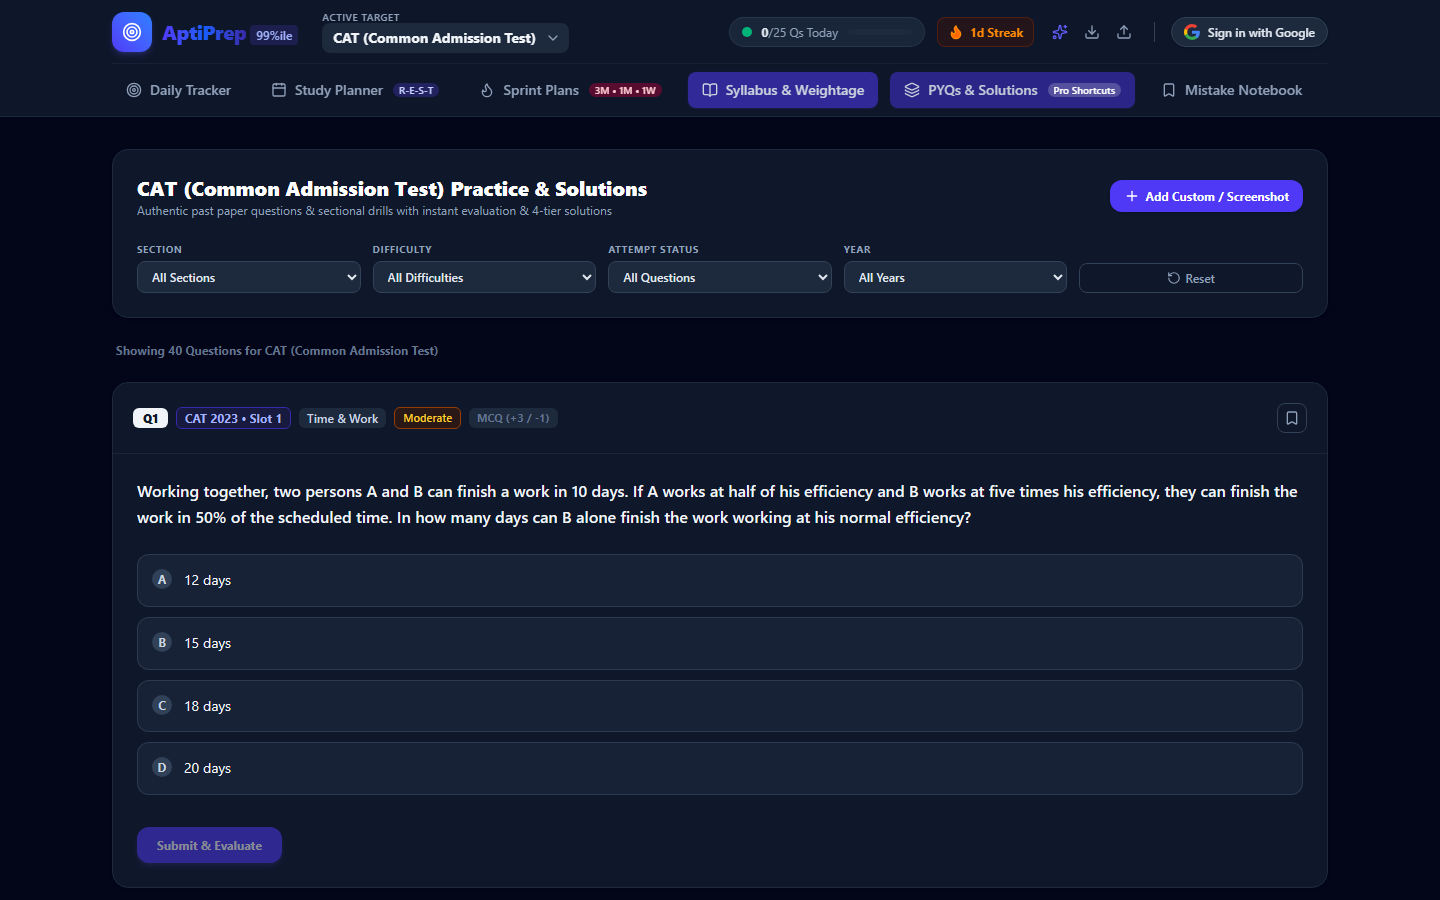 AptiPrep 99%ile
ACTIVE TARGET
CAT (Common Admission Test)
0/25 Qs Today
1d Streak
Sign in with Google
Daily Tracker
Study Planner R-E-S-T
Sprint Plans 3M • 1M • 1W
Syllabus & Weightage
PYQs & Solutions Pro Shortcuts
Mistake Notebook
CAT (Common Admission Test) Practice & Solutions
Authentic past paper questions & sectional drills with instant evaluation & 4-tier solutions
Add Custom / Screenshot
SECTION
All Sections
DIFFICULTY
All Difficulties
ATTEMPT STATUS
All Questions
YEAR
All Years
Reset
Showing 40 Questions for CAT (Common Admission Test)
Q1 CAT 2023 • Slot 1 Time & Work Moderate MCQ (+3 / -1)
Working together, two persons A and B can finish a work in 10 days. If A works at half of his efficiency and B works at five times his efficiency, they can finish the
work in 50% of the scheduled time. In how many days can B alone finish the work working at his normal efficiency?
A 12 days
B 15 days
C 18 days
D 20 days
Submit & Evaluate